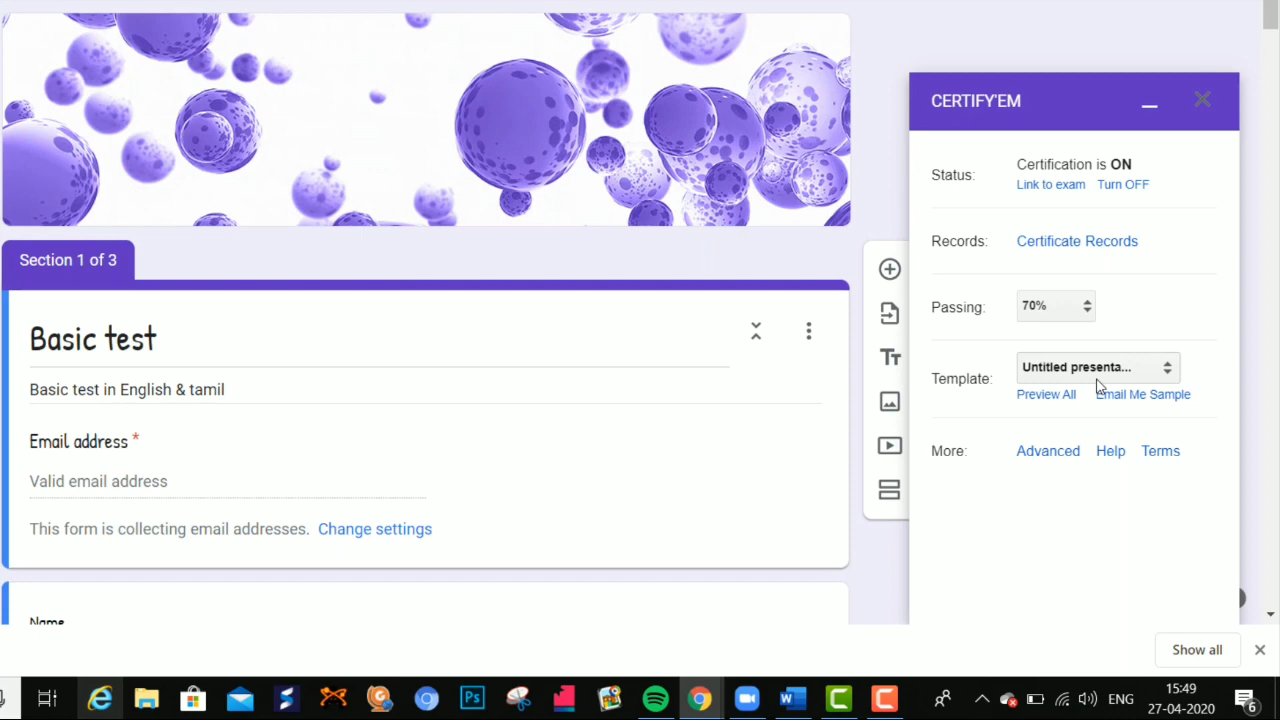 CERTIFY'EM
Status:
Certification is ON
Link to exam Turn OFF
Records:
Certificate Records
Passing:
70%
Template:
Untitled presenta...
Preview All Email Me Sample
More:
Advanced Help Terms
Section 1 of 3
Basic test
Basic test in English & tamil
Email address *
Valid email address
This form is collecting email addresses. Change settings
Name
Tt
Show all
Ps
ENG
15:49
27-04-2020
6